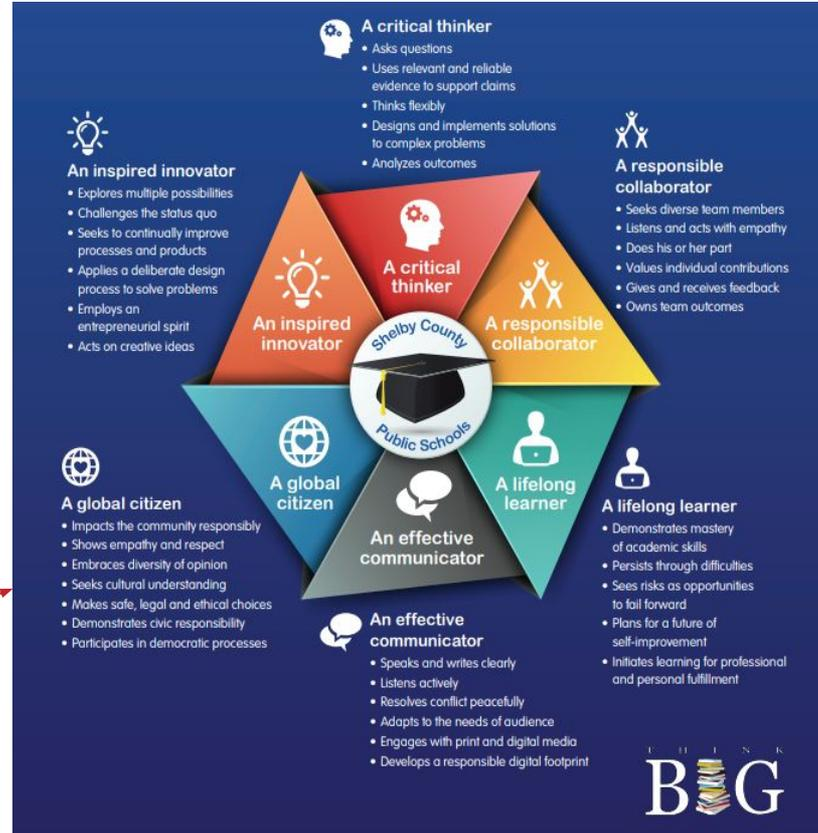 A critical thinker
• Asks questions
• Uses relevant and reliable
evidence to support claims
• Thinks flexibly
• Designs and implements solutions
to complex problems
• Analyzes outcomes
An inspired innovator
• Explores multiple possibilities
• Challenges the status quo
• Seeks to continually improve
processes and products
• Applies a deliberate design
process to solve problems
• Employs an
entrepreneurial spirit
• Acts on creative ideas
A responsible
collaborator
• Seeks diverse team members
• Listens and acts with empathy
• Does his or her part
• Values individual contributions
• Gives and receives feedback
• Owns team outcomes
A critical
thinker
An inspired
innovator
A responsible
collaborator
Shelby County
Public Schools
A global
citizen
A lifelong
learner
An effective
communicator
A global citizen
• Impacts the community responsibly
• Shows empathy and respect
• Embraces diversity of opinion
• Seeks cultural understanding
• Makes safe, legal and ethical choices
• Demonstrates civic responsibility
• Participates in democratic processes
A lifelong learner
• Demonstrates mastery
of academic skills
• Persists through difficulties
• Sees risks as opportunities
to fail forward
• Plans for a future of
self-improvement
• Initiates learning for professional
and personal fulfillment
An effective
communicator
• Speaks and writes clearly
• Listens actively
• Resolves conflict peacefully
• Adapts to the needs of audience
• Engages with print and digital media
• Develops a responsible digital footprint
THINK
BIG